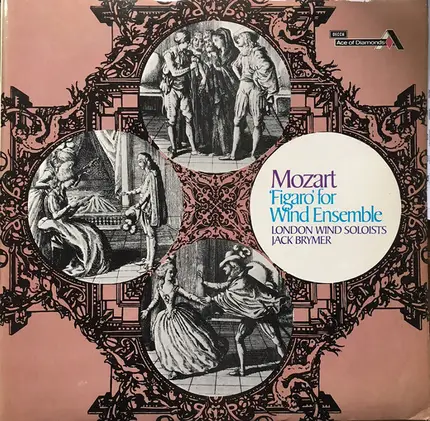 DECCA
Ace of Diamonds
Mozart
'Figaro' for
Wind Ensemble
LONDON WIND SOLOISTS
JACK BRYMER